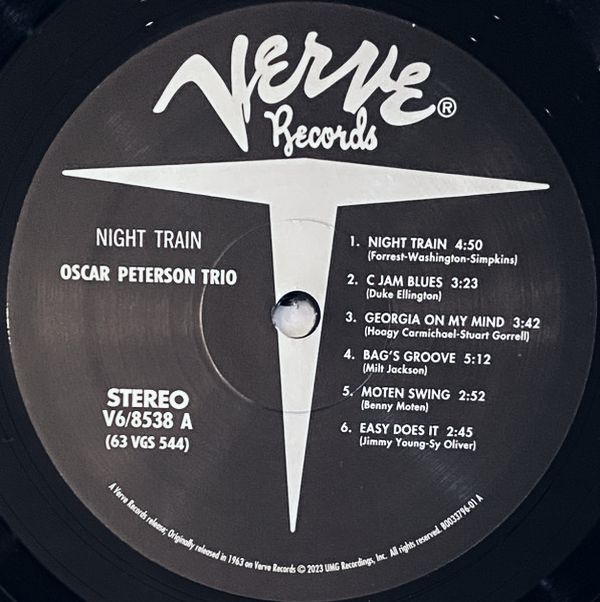 VERVE®
Records
NIGHT TRAIN
OSCAR PETERSON TRIO
STEREO
V6/8538 A
(63 VGS 544)
1. NIGHT TRAIN 4:50
(Forrest-Washington-Simpkins)
2. C JAM BLUES 3:23
(Duke Ellington)
3. GEORGIA ON MY MIND 3:42
(Hoagy Carmichael-Stuart Gorrell)
4. BAG'S GROOVE 5:12
(Milt Jackson)
5. MOTEN SWING 2:52
(Benny Moten)
6. EASY DOES IT 2:45
(Jimmy Young-Sy Oliver)
A Verve Records release; Originally released in 1963 on Verve Records © 2023 UMG Recordings, Inc. All rights reserved. B0033796-01 A